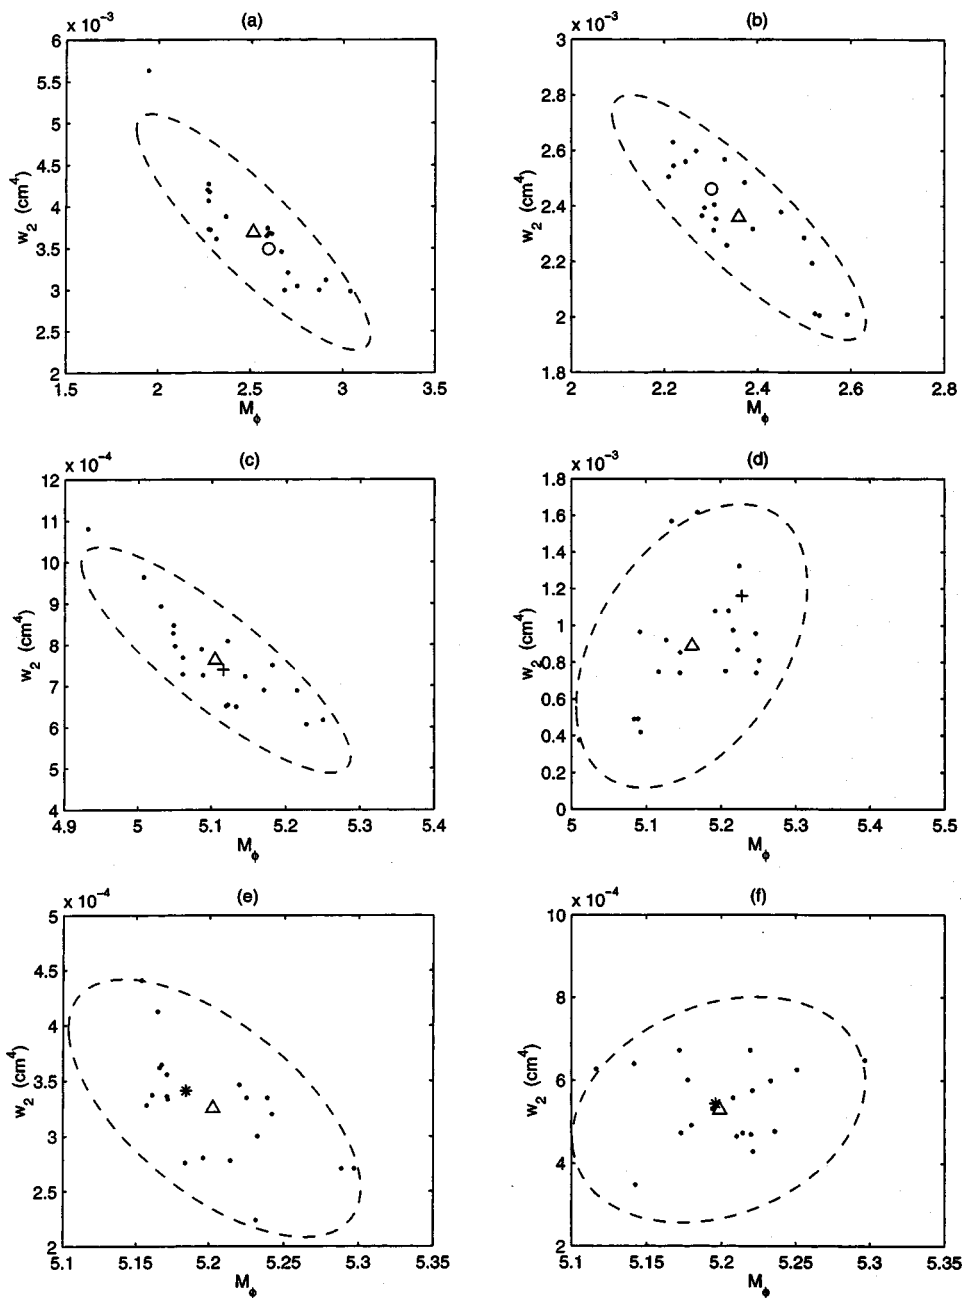 x 10⁻³
(a)
6
5.5
5
4.5
4
3.5
3
2.5
2
w₂ (cm⁴)
1.5 2 2.5 3 3.5
M_ϕ
x 10⁻³
(b)
3
2.8
2.6
2.4
2.2
2
1.8
w₂ (cm⁴)
2 2.2 2.4 2.6 2.8
M_ϕ
x 10⁻⁴
(c)
12
11
10
9
8
7
6
5
4
w₂ (cm⁴)
4.9 5 5.1 5.2 5.3 5.4
M_ϕ
x 10⁻³
(d)
1.8
1.6
1.4
1.2
1
0.8
0.6
0.4
0.2
0
w₂ (cm⁴)
5 5.1 5.2 5.3 5.4 5.5
M_ϕ
x 10⁻⁴
(e)
5
4.5
4
3.5
3
2.5
2
w₂ (cm⁴)
5.1 5.15 5.2 5.25 5.3 5.35
M_ϕ
x 10⁻⁴
(f)
10
8
6
4
2
w₂ (cm⁴)
5.1 5.15 5.2 5.25 5.3 5.35
M_ϕ